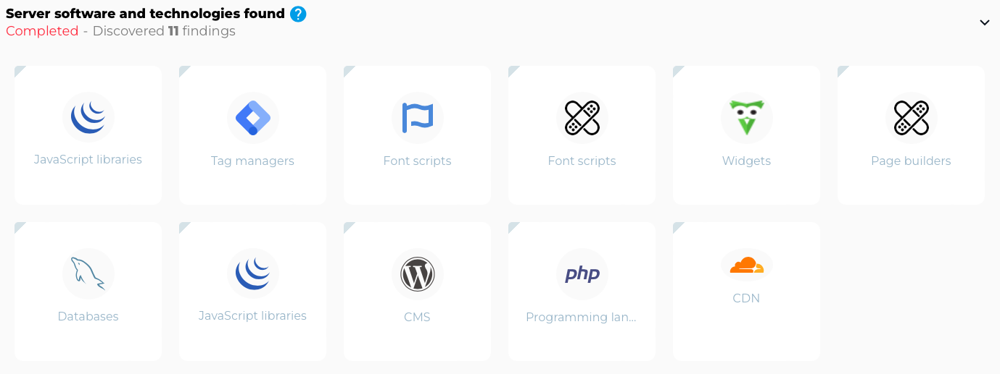 Server software and technologies found ?
Completed - Discovered 11 findings
JavaScript libraries
Tag managers
Font scripts
Font scripts
Widgets
Page builders
Databases
JavaScript libraries
W
CMS
php
Programming lan...
CDN